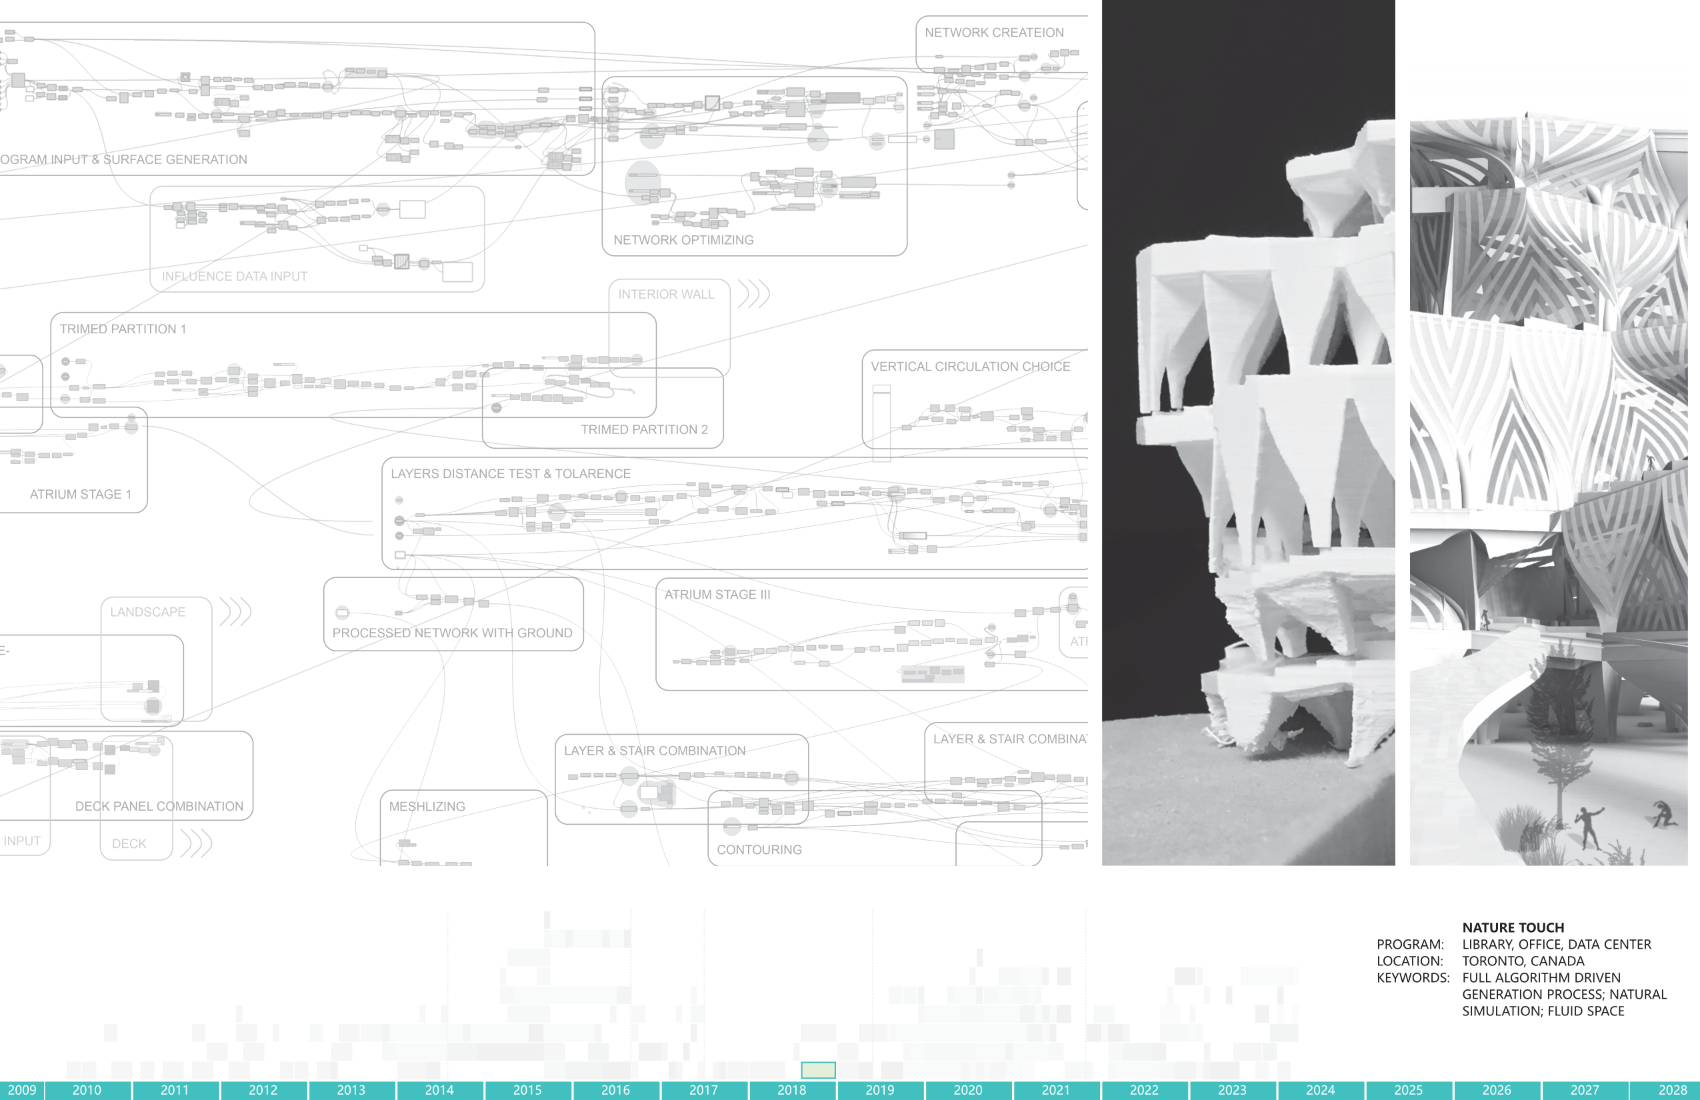 NETWORK CREATEION
OGRAM INPUT & SURFACE GENERATION
NETWORK OPTIMIZING
INFLUENCE DATA INPUT
INTERIOR WALL
TRIMED PARTITION 1
VERTICAL CIRCULATION CHOICE
TRIMED PARTITION 2
LAYERS DISTANCE TEST & TOLARENCE
ATRIUM STAGE 1
ATRIUM STAGE III
LANDSCAPE
PROCESSED NETWORK WITH GROUND
ATR
E-
LAYER & STAIR COMBINAT
LAYER & STAIR COMBINATION
DECK PANEL COMBINATION
MESHLIZING
INPUT
DECK
CONTOURING
NATURE TOUCH
PROGRAM: LIBRARY, OFFICE, DATA CENTER
LOCATION: TORONTO, CANADA
KEYWORDS: FULL ALGORITHM DRIVEN
GENERATION PROCESS; NATURAL
SIMULATION; FLUID SPACE
2009 2010 2011 2012 2013 2014 2015 2016 2017 2018 2019 2020 2021 2022 2023 2024 2025 2026 2027 2028